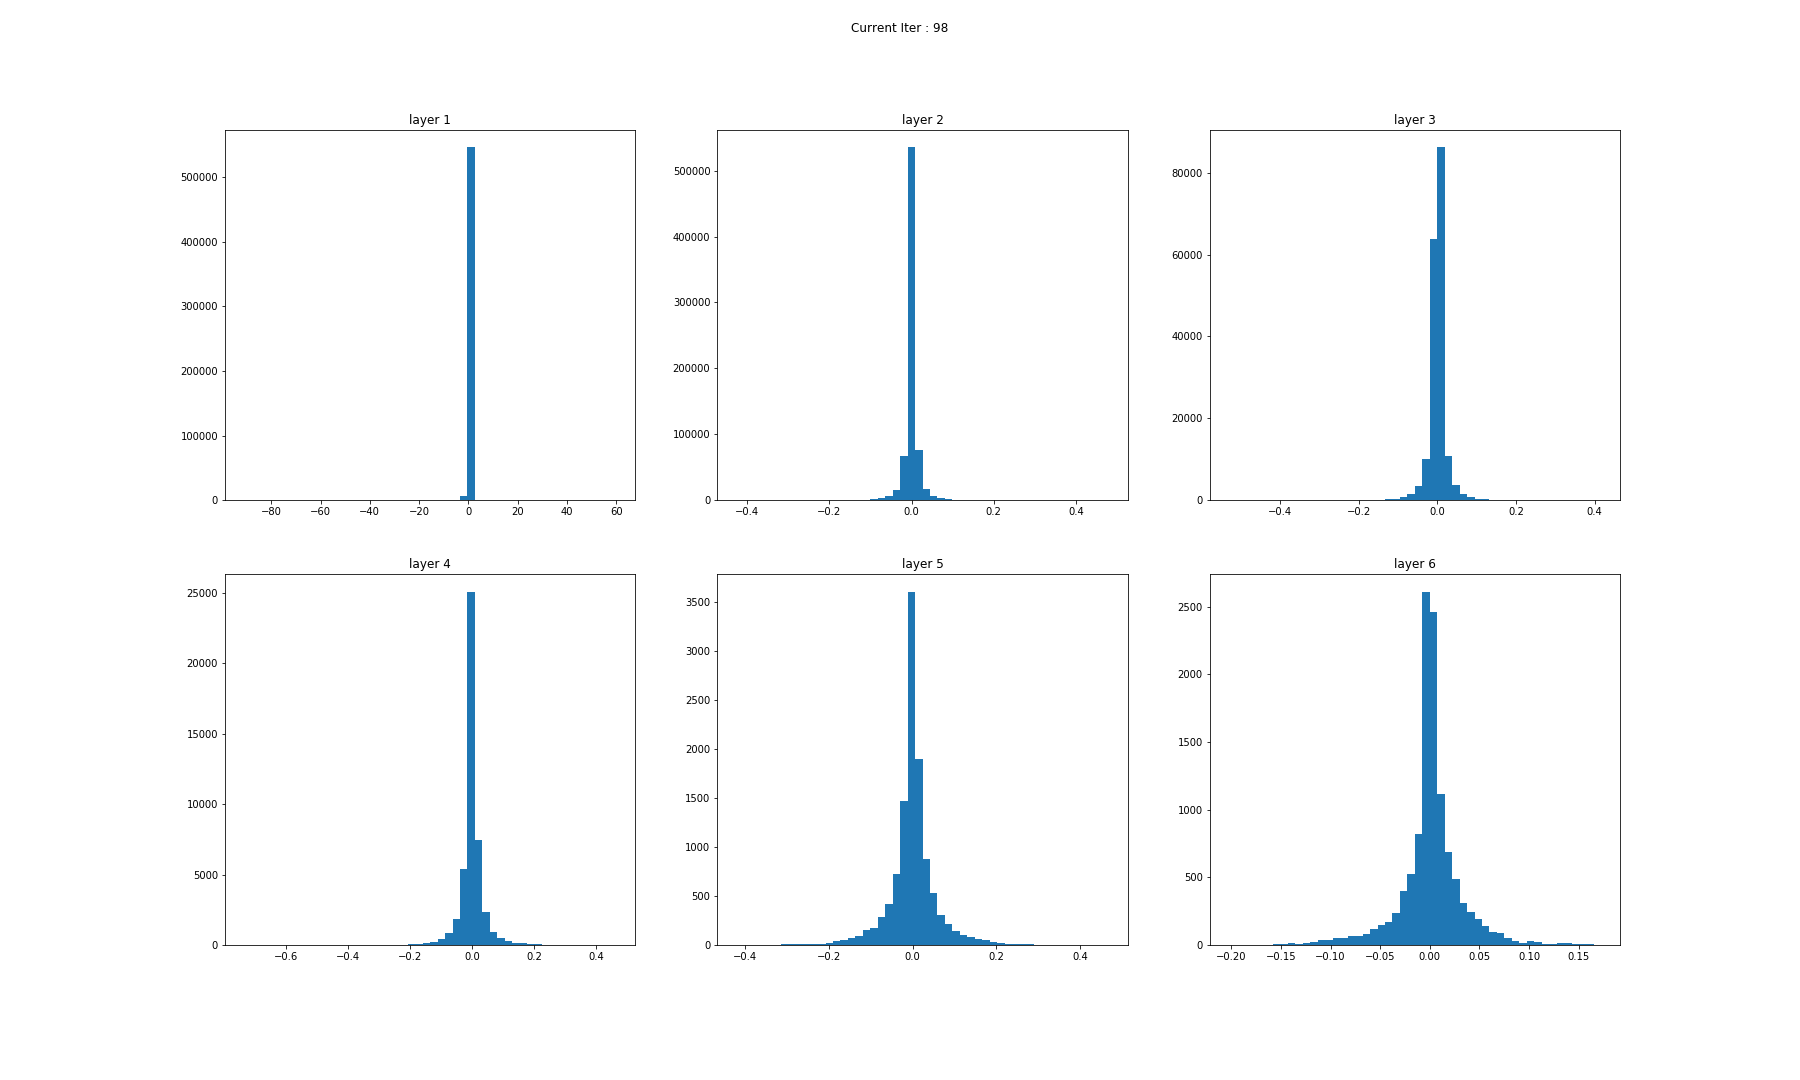 Current Iter : 98
layer 1
500000
400000
300000
200000
100000
0
−80 −60 −40 −20 0 20 40 60
layer 2
500000
400000
300000
200000
100000
0
−0.4 −0.2 0.0 0.2 0.4
layer 3
80000
60000
40000
20000
0
−0.4 −0.2 0.0 0.2 0.4
layer 4
25000
20000
15000
10000
5000
0
−0.6 −0.4 −0.2 0.0 0.2 0.4
layer 5
3500
3000
2500
2000
1500
1000
500
0
−0.4 −0.2 0.0 0.2 0.4
layer 6
2500
2000
1500
1000
500
0
−0.20 −0.15 −0.10 −0.05 0.00 0.05 0.10 0.15